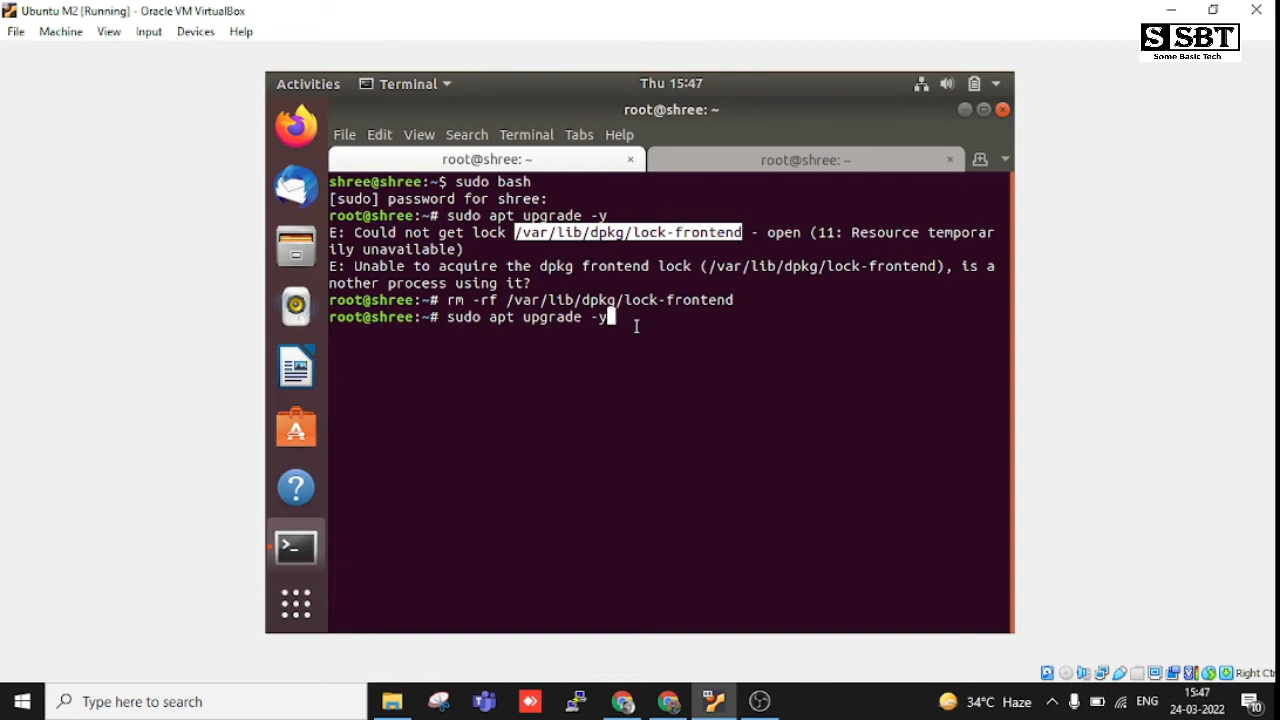 Ubuntu M2 [Running] - Oracle VM VirtualBox
File Machine View Input Devices Help
S SBT
Some Basic Tech
Activities Terminal Thu 15:47
root@shree: ~
File Edit View Search Terminal Tabs Help
root@shree: ~ × root@shree: ~ ×
shree@shree:~$ sudo bash
[sudo] password for shree:
root@shree:~# sudo apt upgrade -y
E: Could not get lock /var/lib/dpkg/lock-frontend - open (11: Resource temporar
ily unavailable)
E: Unable to acquire the dpkg frontend lock (/var/lib/dpkg/lock-frontend), is a
nother process using it?
root@shree:~# rm -rf /var/lib/dpkg/lock-frontend
root@shree:~# sudo apt upgrade -y
Right Ct
Type here to search
34°C Haze
ENG
15:47
24-03-2022
10